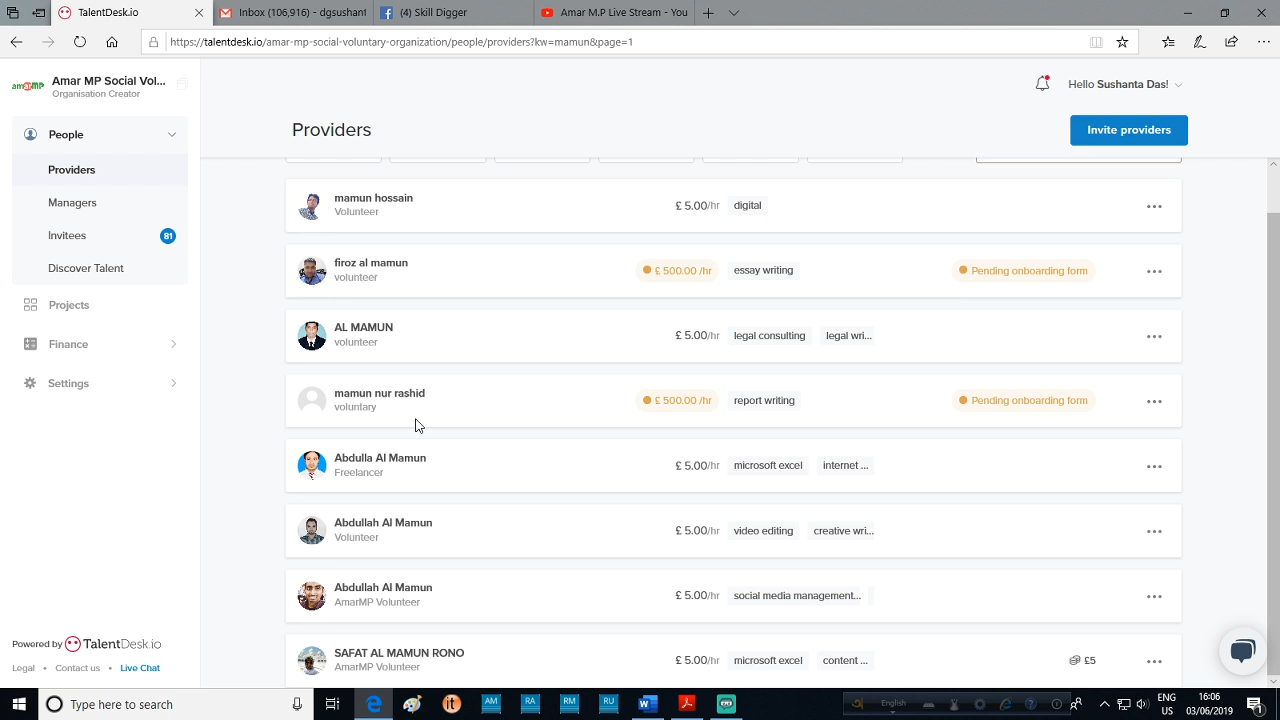 TalentDesk.io
Inbox (106,916) - dgsushant
(4) Skill Digger
Amar M.P Live Stream - You
https://talentdesk.io/amar-mp-social-voluntary-organization/people/providers?kw=mamun&page=1
amarMP
Amar MP Social Vol...
Organisation Creator
Hello Sushanta Das!
People
Providers
Managers
Invitees 81
Discover Talent
Projects
Finance
Settings
Providers
Invite providers
mamun hossain
Volunteer
£ 5.00/hr digital
firoz al mamun
volunteer
£ 500.00 /hr essay writing Pending onboarding form
AL MAMUN
volunteer
£ 5.00/hr legal consulting legal wri...
mamun nur rashid
voluntary
£ 500.00 /hr report writing Pending onboarding form
Abdulla Al Mamun
Freelancer
£ 5.00/hr microsoft excel internet ...
Abdullah Al Mamun
Volunteer
£ 5.00/hr video editing creative wri...
Abdullah Al Mamun
AmarMP Volunteer
£ 5.00/hr social media management...
SAFAT AL MAMUN RONO
AmarMP Volunteer
£ 5.00/hr microsoft excel content ... £5
Powered by TalentDesk.io
Legal • Contact us • Live Chat
Type here to search
AM
RA
RM
RU
English
ENG
US
16:06
03/06/2019
1